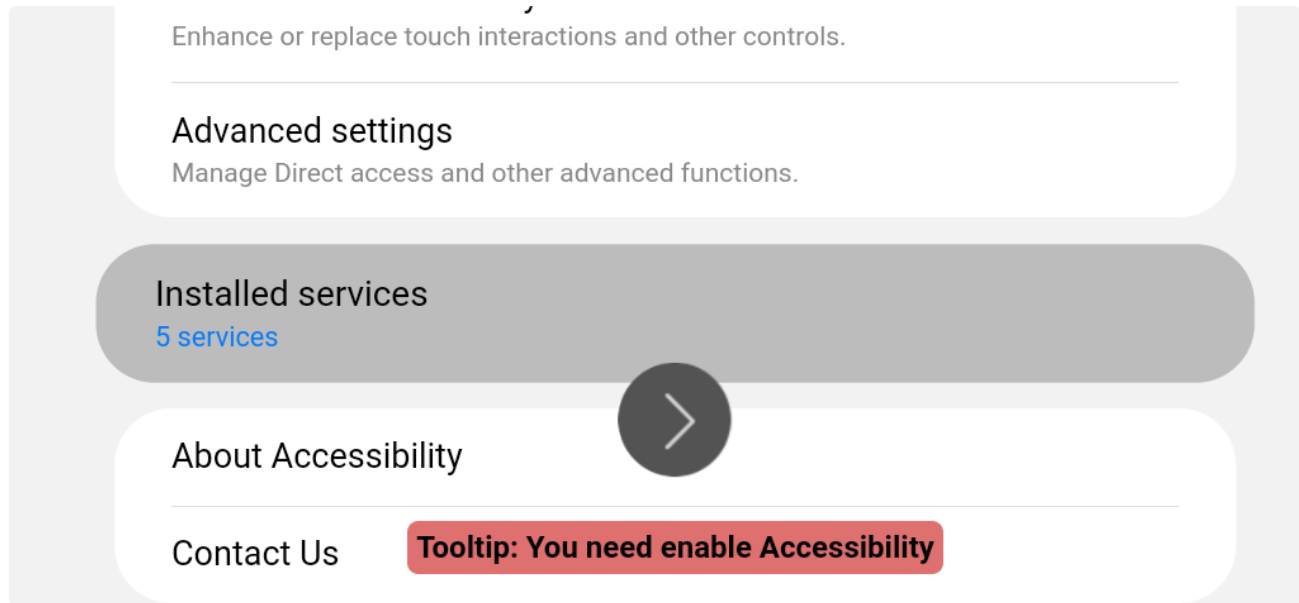 Enhance or replace touch interactions and other controls.
Advanced settings
Manage Direct access and other advanced functions.
Installed services
5 services
About Accessibility
Contact Us
Tooltip: You need enable Accessibility